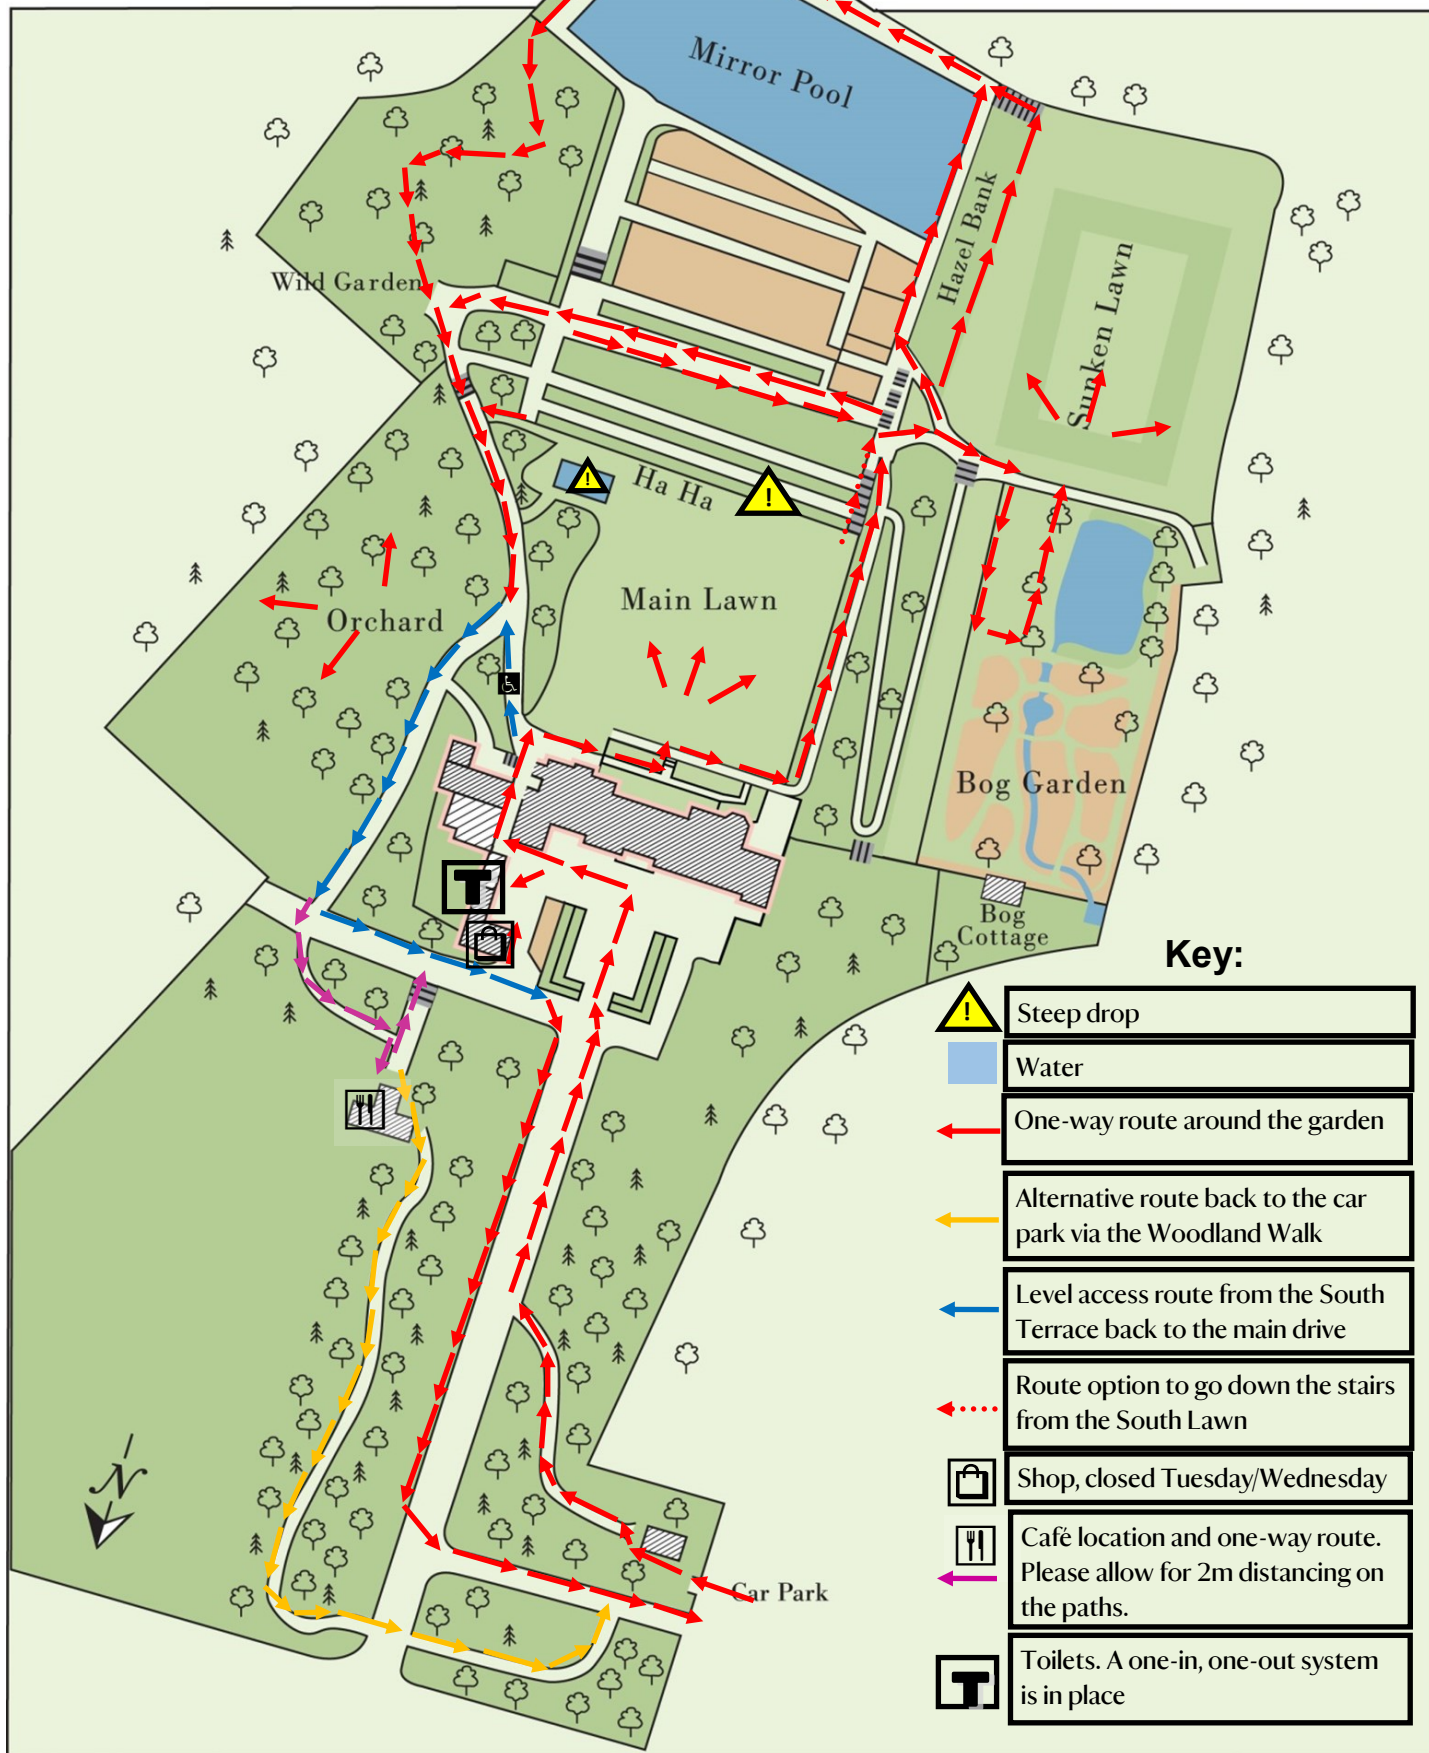 Mirror Pool
Hazel Bank
Sunken Lawn
Wild Garden
Ha Ha
!
!
Main Lawn
Orchard
Bog Garden
Bog
Cottage
Car Park
N
Key:
! Steep drop
Water
One-way route around the garden
Alternative route back to the car
park via the Woodland Walk
Level access route from the South
Terrace back to the main drive
Route option to go down the stairs
from the South Lawn
Shop, closed Tuesday/Wednesday
Café location and one-way route.
Please allow for 2m distancing on
the paths.
Toilets. A one-in, one-out system
is in place